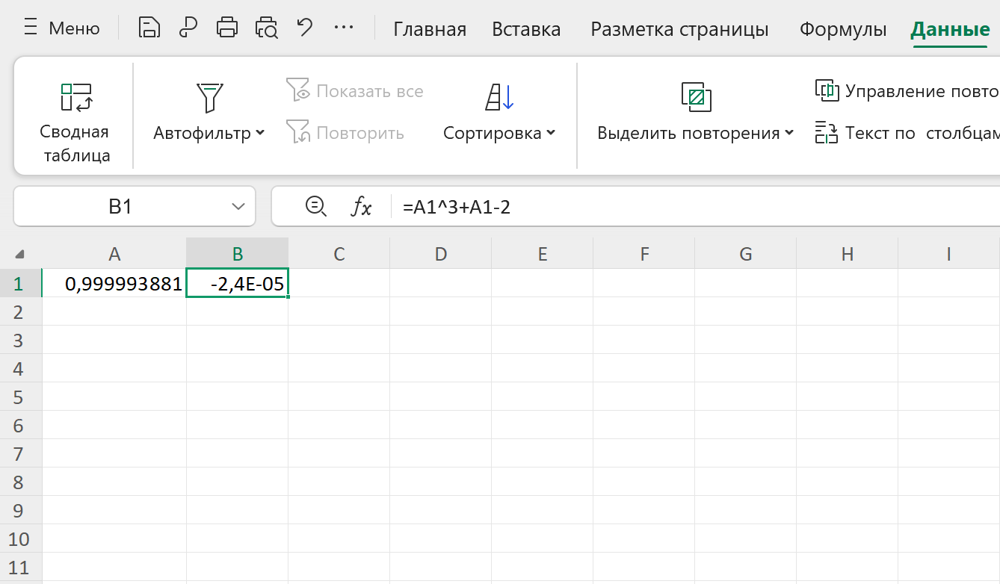 Меню Главная Вставка Разметка страницы Формулы Данные
Показать все Управление повто
Сводная таблица Автофильтр Повторить Сортировка Выделить повторения Текст по столбцам
B1 fx =A1^3+A1-2
A B C D E F G H I
1 0,999993881 -2,4E-05
2
3
4
5
6
7
8
9
10
11